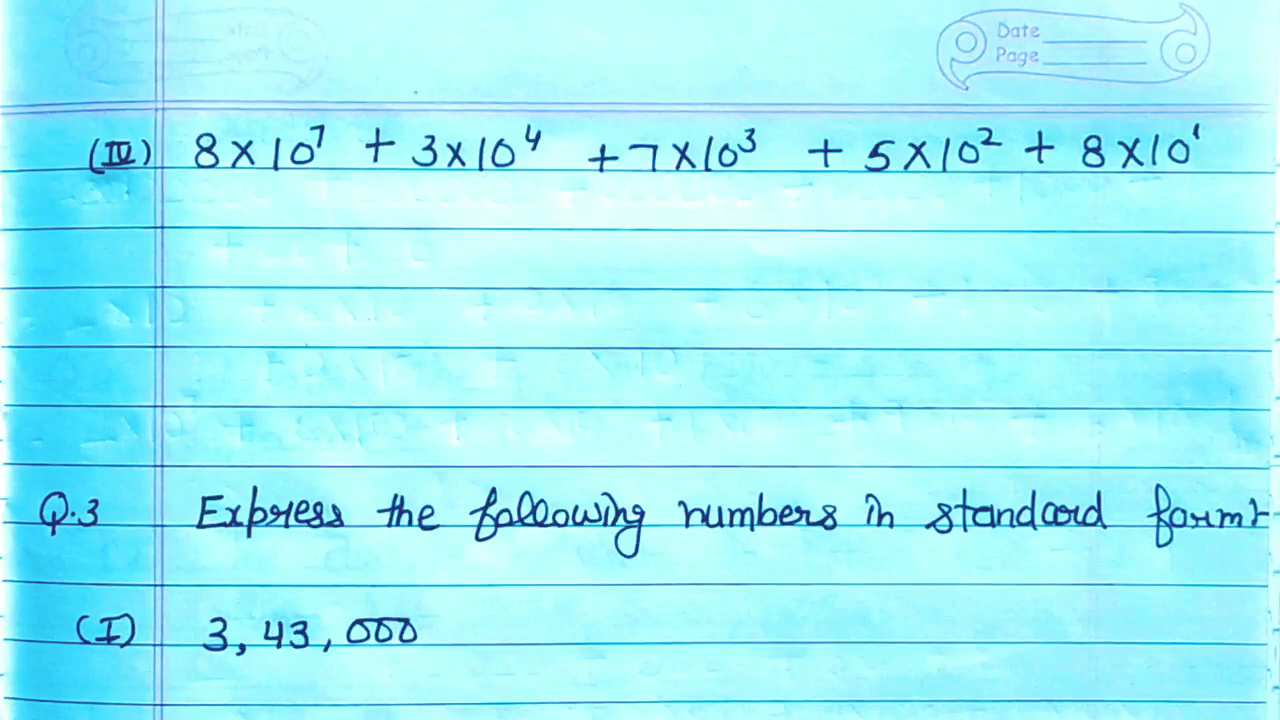 Date
Page
(IV) 8×10⁷ + 3×10⁴ + 7×10³ + 5×10² + 8×10¹
Q.3 Express the following numbers in standard form:
(I) 3,43,000